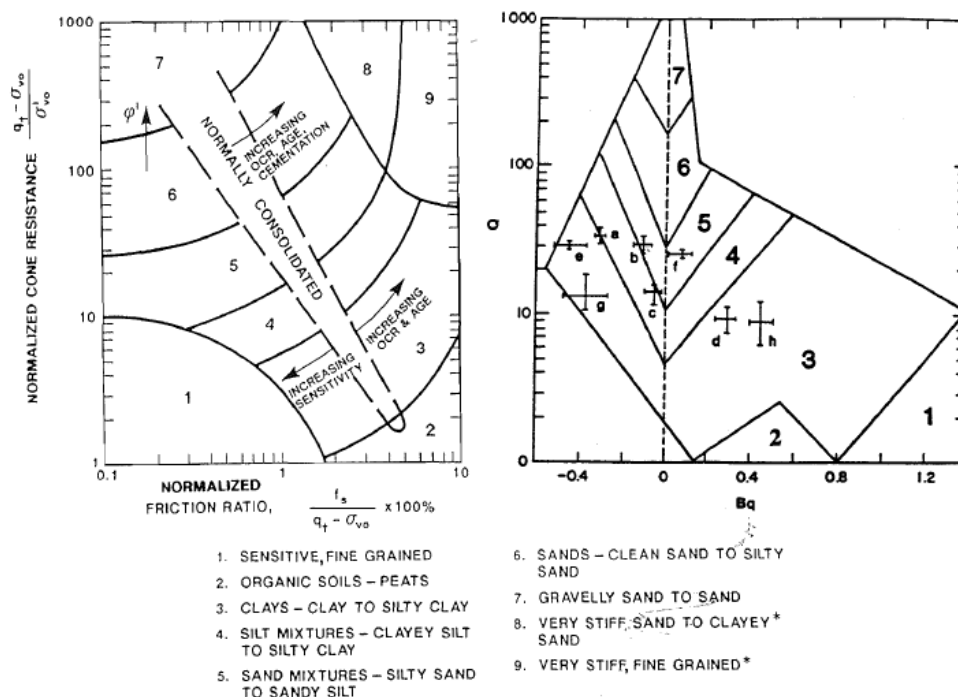 1000
100
10
1
0.1
1
10
NORMALIZED CONE RESISTANCE
q_t − σ_vo
σ'_vo
NORMALIZED
FRICTION RATIO,
f_s
q_t − σ_vo
x100%
7
8
9
φ'
6
5
4
3
1
2
NORMALLY CONSOLIDATED
INCREASING
OCR, AGE,
CEMENTATION
INCREASING
OCR & AGE
INCREASING
SENSITIVITY
1000
100
10
0
Q
-0.4
0
0.4
0.8
1.2
Bq
7
6
5
4
3
2
1
a
b
c
d
e
f
g
h
1. SENSITIVE, FINE GRAINED
2. ORGANIC SOILS – PEATS
3. CLAYS – CLAY TO SILTY CLAY
4. SILT MIXTURES – CLAYEY SILT
TO SILTY CLAY
5. SAND MIXTURES – SILTY SAND
TO SANDY SILT
6. SANDS – CLEAN SAND TO SILTY
SAND
7. GRAVELLY SAND TO SAND
8. VERY STIFF SAND TO CLAYEY*
SAND
9. VERY STIFF, FINE GRAINED*